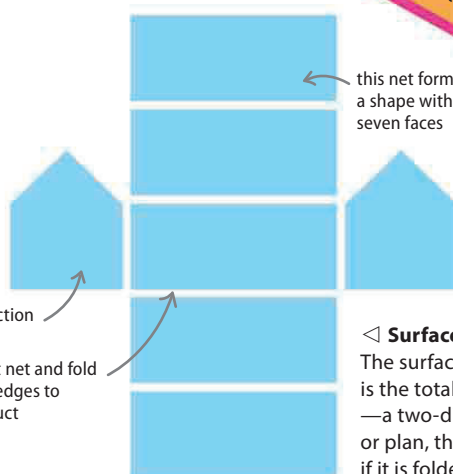 this net form
a shape with
seven faces
ction
net and fold
edges to
uct
◁ Surface
The surfac
is the total
—a two-d
or plan, th
if it is folde